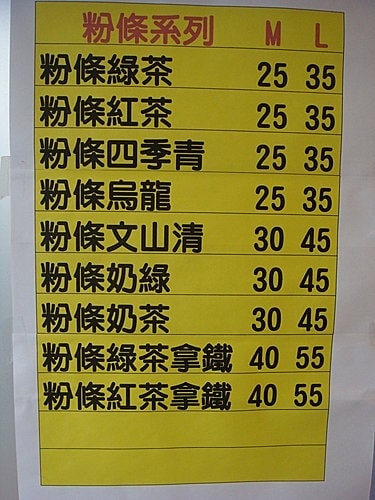 粉條系列 M L
粉條綠茶 25 35
粉條紅茶 25 35
粉條四季青 25 35
粉條烏龍 25 35
粉條文山清 30 45
粉條奶綠 30 45
粉條奶茶 30 45
粉條綠茶拿鐵 40 55
粉條紅茶拿鐵 40 55